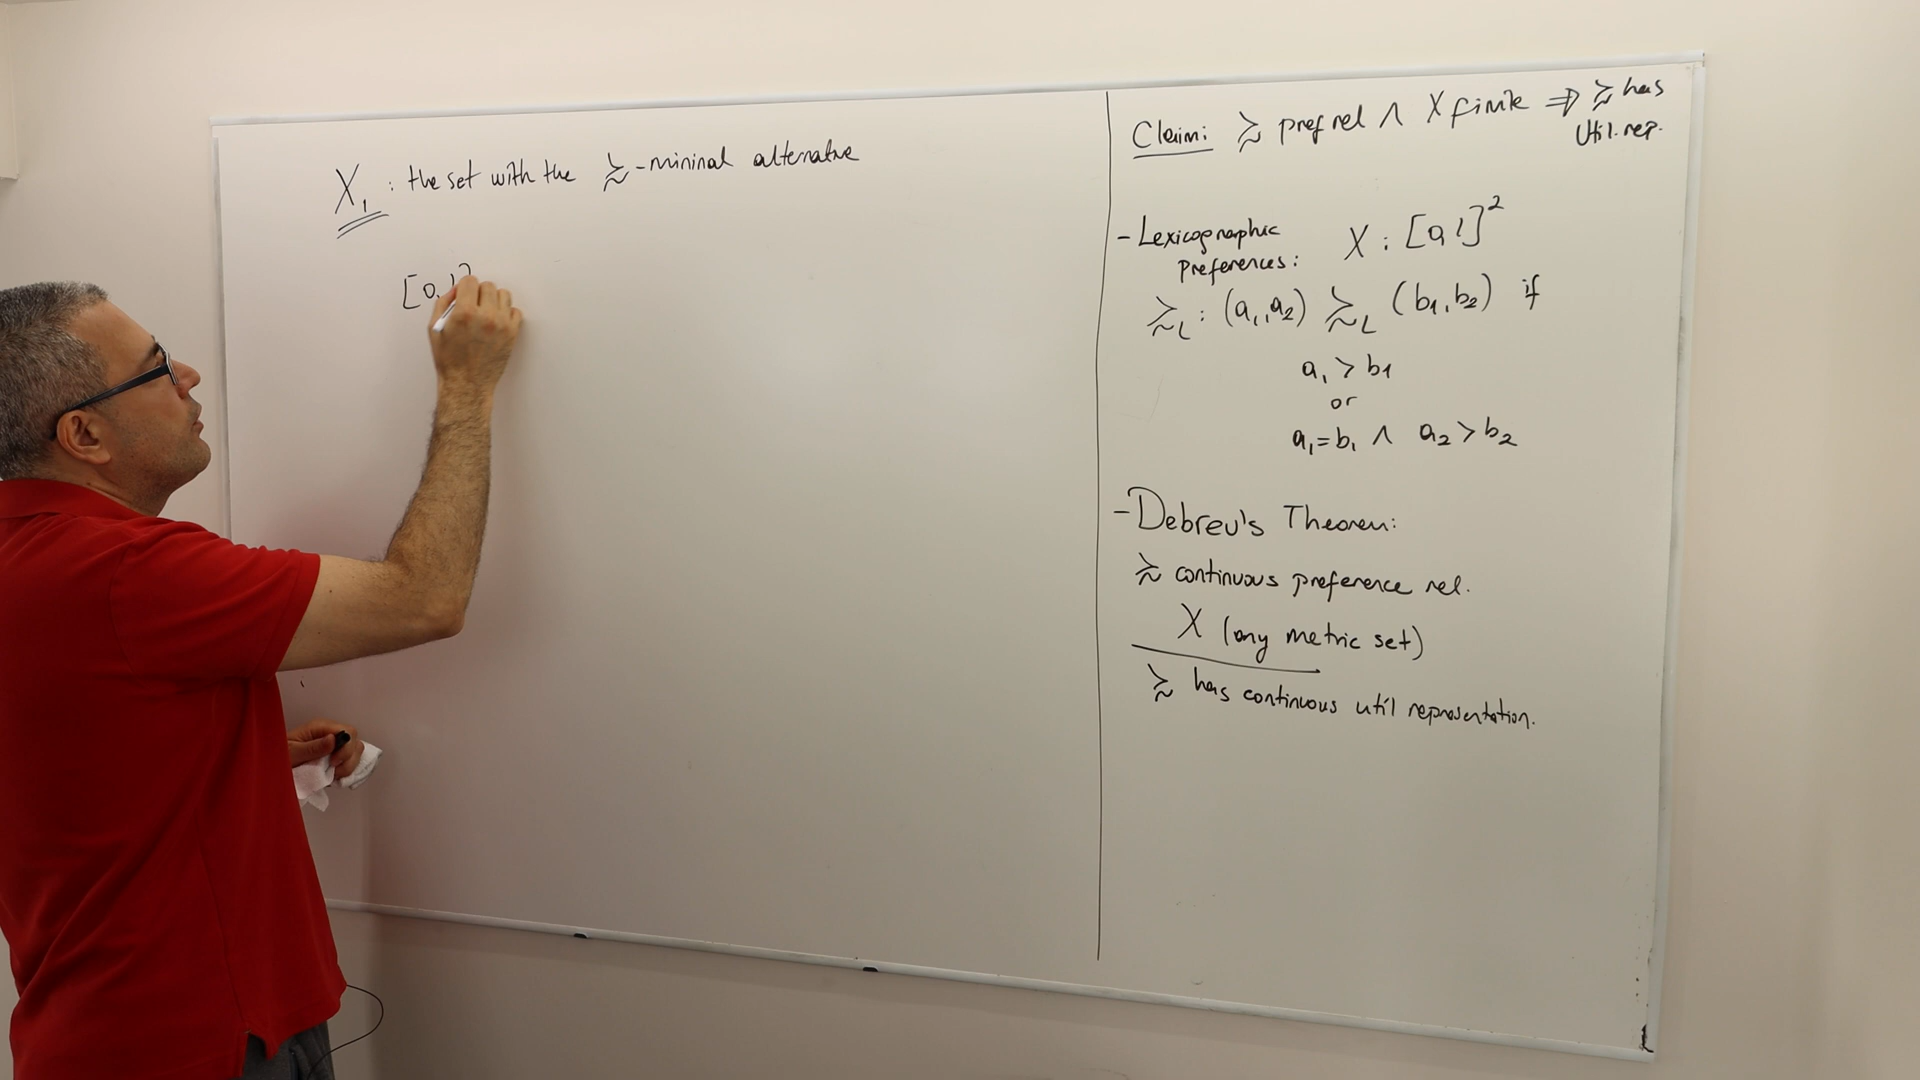 X₁ : the set with the ≿-minimal alternative
[0,1]
Claim: ≿ pref rel ∧ X finite ⇒ ≿ has
Util. rep.
- Lexicographic
Preferences:
X : [0,1]²
≿_L : (a₁,a₂) ≿_L (b₁,b₂) if
a₁ > b₁
or
a₁=b₁ ∧ a₂ > b₂
- Debreu's Theorem:
≿ continuous preference rel.
X (any metric set)
≿ has continuous util representation.